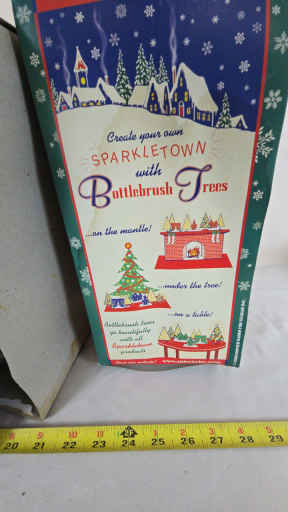 Create your own
SPARKLETOWN
with
Bottlebrush Trees
...on the mantle!
...under the tree!
...on a table!
Bottlebrush trees
go beautifully
with all
Sparkletown
products
20 21 22 23 24 25 26 27 28 29